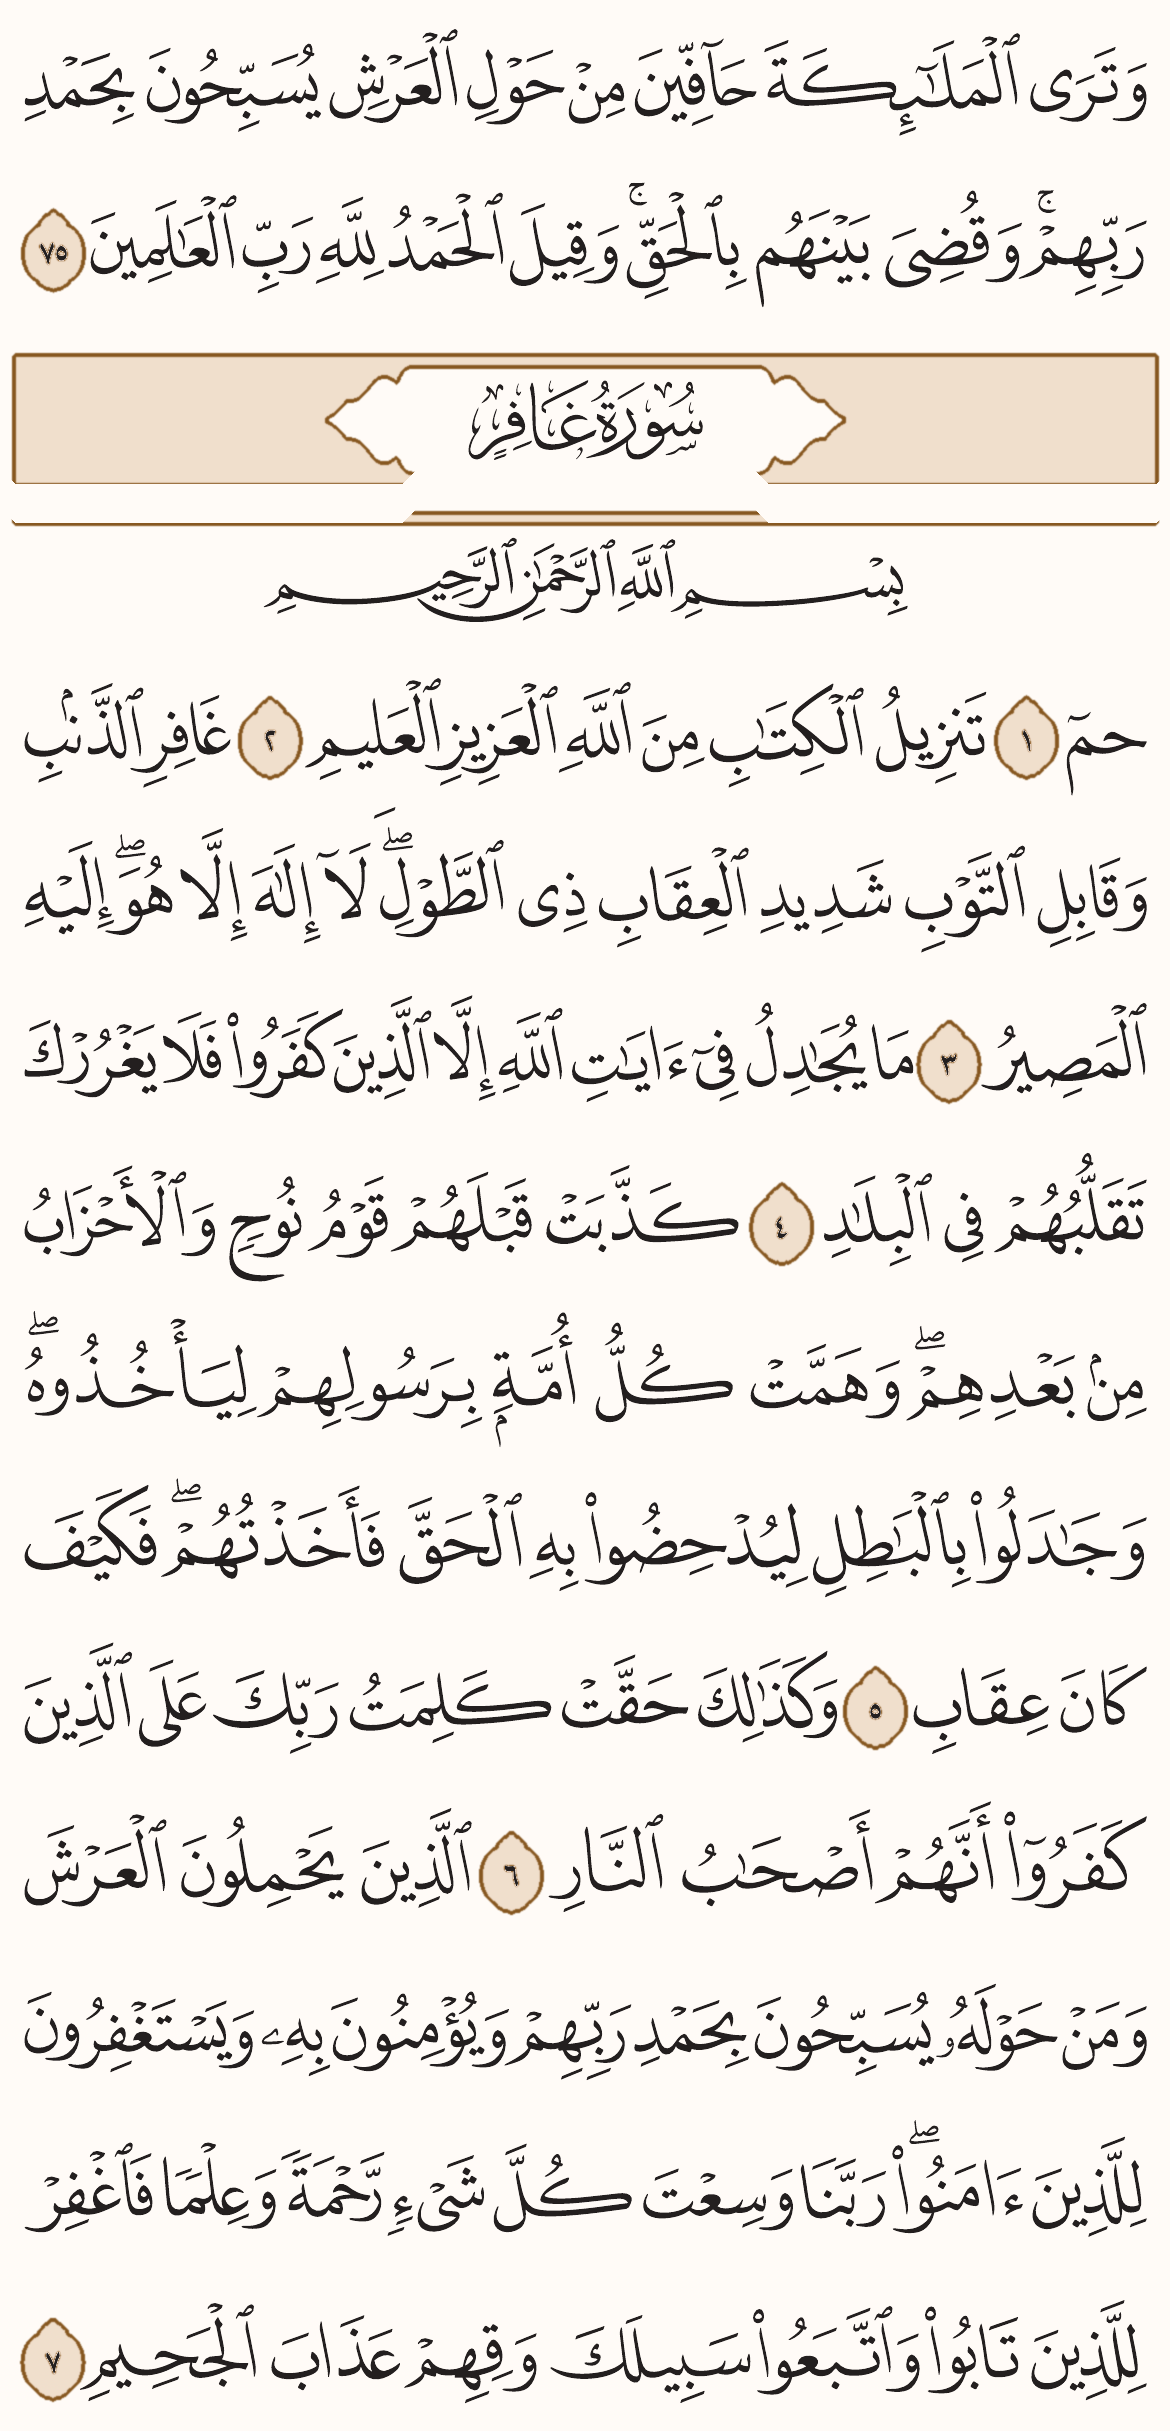 وَتَرَى ٱلْمَلَـٰٓئِكَةَ حَآفِّينَ مِنْ حَوْلِ ٱلْعَرْشِ يُسَبِّحُونَ بِحَمْدِ
رَبِّهِمْ ۚ وَقُضِىَ بَيْنَهُم بِٱلْحَقِّ ۚ وَقِيلَ ٱلْحَمْدُ لِلَّهِ رَبِّ ٱلْعَـٰلَمِينَ ٧٥
سُورَةُ غَافِرٍ
بِسْمِ ٱللَّهِ ٱلرَّحْمَـٰنِ ٱلرَّحِيمِ
حمٓ ١ تَنزِيلُ ٱلْكِتَـٰبِ مِنَ ٱللَّهِ ٱلْعَزِيزِ ٱلْعَلِيمِ ٢ غَافِرِ ٱلذَّنۢبِ
وَقَابِلِ ٱلتَّوْبِ شَدِيدِ ٱلْعِقَابِ ذِى ٱلطَّوْلِ ۖ لَآ إِلَـٰهَ إِلَّا هُوَ ۖ إِلَيْهِ
ٱلْمَصِيرُ ٣ مَا يُجَـٰدِلُ فِىٓ ءَايَـٰتِ ٱللَّهِ إِلَّا ٱلَّذِينَ كَفَرُوا۟ فَلَا يَغْرُرْكَ
تَقَلُّبُهُمْ فِى ٱلْبِلَـٰدِ ٤ كَذَّبَتْ قَبْلَهُمْ قَوْمُ نُوحٍ وَٱلْأَحْزَابُ
مِنۢ بَعْدِهِمْ ۖ وَهَمَّتْ كُلُّ أُمَّةٍۭ بِرَسُولِهِمْ لِيَأْخُذُوهُ ۖ
وَجَـٰدَلُوا۟ بِٱلْبَـٰطِلِ لِيُدْحِضُوا۟ بِهِ ٱلْحَقَّ فَأَخَذْتُهُمْ ۖ فَكَيْفَ
كَانَ عِقَابِ ٥ وَكَذَٰلِكَ حَقَّتْ كَلِمَتُ رَبِّكَ عَلَى ٱلَّذِينَ
كَفَرُوٓا۟ أَنَّهُمْ أَصْحَـٰبُ ٱلنَّارِ ٦ ٱلَّذِينَ يَحْمِلُونَ ٱلْعَرْشَ
وَمَنْ حَوْلَهُۥ يُسَبِّحُونَ بِحَمْدِ رَبِّهِمْ وَيُؤْمِنُونَ بِهِۦ وَيَسْتَغْفِرُونَ
لِلَّذِينَ ءَامَنُوا۟ ۖ رَبَّنَا وَسِعْتَ كُلَّ شَىْءٍ رَّحْمَةً وَعِلْمًا فَٱغْفِرْ
لِلَّذِينَ تَابُوا۟ وَٱتَّبَعُوا۟ سَبِيلَكَ وَقِهِمْ عَذَابَ ٱلْجَحِيمِ ٧